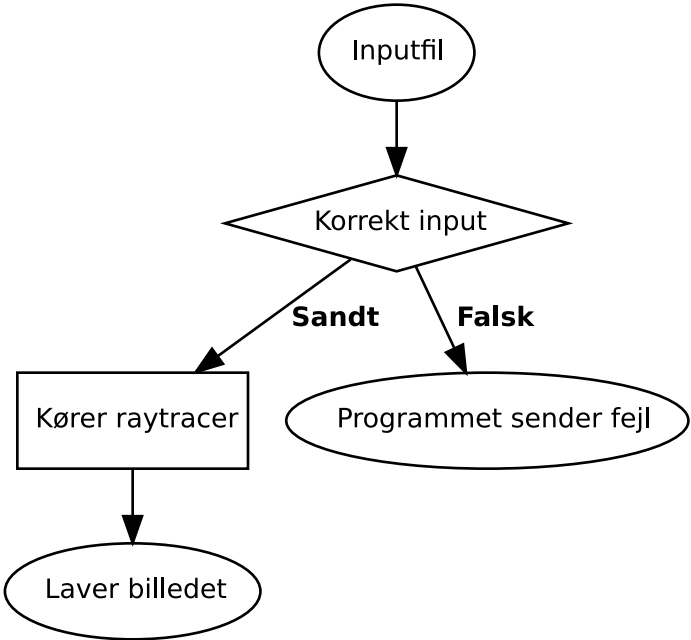 Inputfil
Korrekt input
Sandt
Falsk
Kører raytracer
Programmet sender fejl
Laver billedet